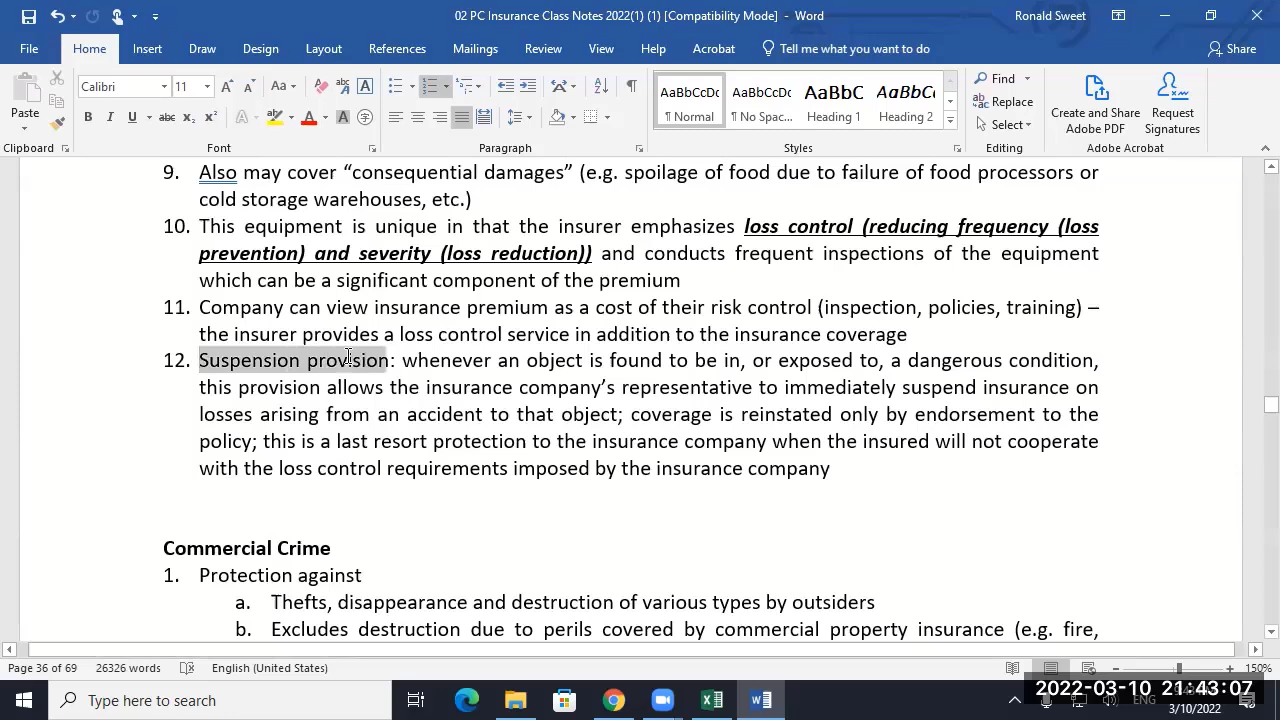 02 PC Insurance Class Notes 2022(1) (1) [Compatibility Mode] - Word
Ronald Sweet
File Home Insert Draw Design Layout References Mailings Review View Help Acrobat Tell me what you want to do Share
Paste
Clipboard
Calibri 11
Font
Paragraph
AaBbCcDc AaBbCcDc AaBbC AaBbC
¶ Normal ¶ No Spac... Heading 1 Heading 2
Styles
Find
Replace
Select
Editing
Create and Share Adobe PDF
Request Signatures
Adobe Acrobat
9. Also may cover “consequential damages” (e.g. spoilage of food due to failure of food processors or
cold storage warehouses, etc.)
10. This equipment is unique in that the insurer emphasizes loss control (reducing frequency (loss
prevention) and severity (loss reduction)) and conducts frequent inspections of the equipment
which can be a significant component of the premium
11. Company can view insurance premium as a cost of their risk control (inspection, policies, training) –
the insurer provides a loss control service in addition to the insurance coverage
12. Suspension provision: whenever an object is found to be in, or exposed to, a dangerous condition,
this provision allows the insurance company’s representative to immediately suspend insurance on
losses arising from an accident to that object; coverage is reinstated only by endorsement to the
policy; this is a last resort protection to the insurance company when the insured will not cooperate
with the loss control requirements imposed by the insurance company
Commercial Crime
1. Protection against
a. Thefts, disappearance and destruction of various types by outsiders
b. Excludes destruction due to perils covered by commercial property insurance (e.g. fire,
Page 36 of 69 26326 words English (United States) 150%
Type here to search
2022-03-10 21:43:07
ENG
3/10/2022